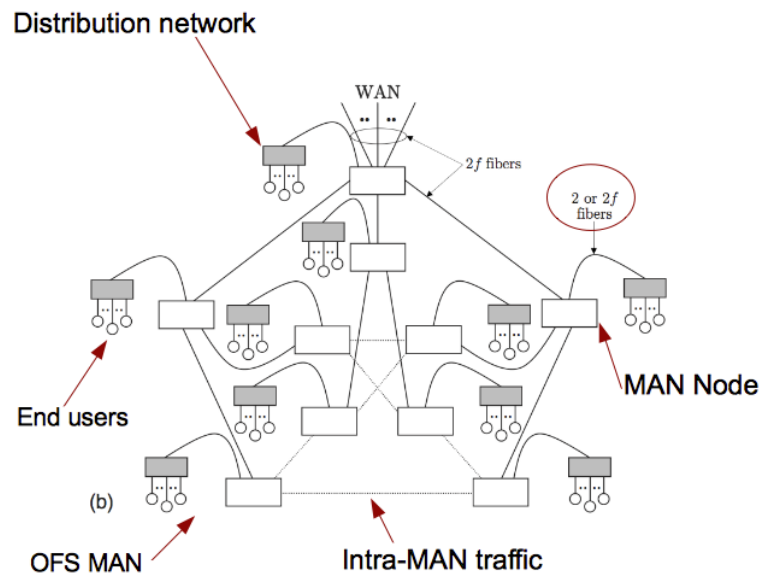 Distribution network
WAN
2f fibers
2 or 2f
fibers
MAN Node
End users
(b)
OFS MAN
Intra-MAN traffic